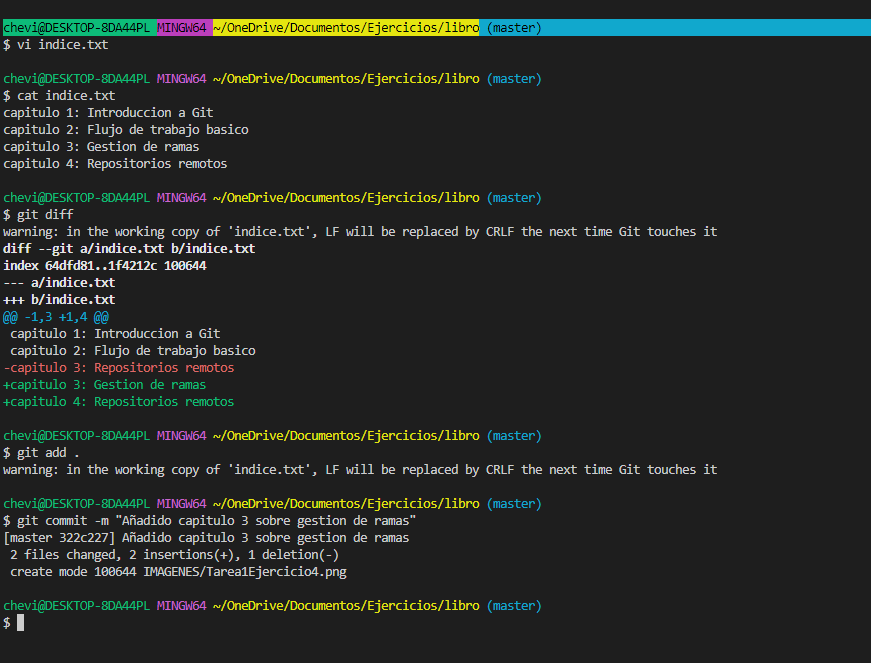 chevi@DESKTOP-8DA44PL MINGW64 ~/OneDrive/Documentos/Ejercicios/libro (master)
$ vi indice.txt
chevi@DESKTOP-8DA44PL MINGW64 ~/OneDrive/Documentos/Ejercicios/libro (master)
$ cat indice.txt
capitulo 1: Introduccion a Git
capitulo 2: Flujo de trabajo basico
capitulo 3: Gestion de ramas
capitulo 4: Repositorios remotos
chevi@DESKTOP-8DA44PL MINGW64 ~/OneDrive/Documentos/Ejercicios/libro (master)
$ git diff
warning: in the working copy of 'indice.txt', LF will be replaced by CRLF the next time Git touches it
diff --git a/indice.txt b/indice.txt
index 64dfd81..1f4212c 100644
--- a/indice.txt
+++ b/indice.txt
@@ -1,3 +1,4 @@
 capitulo 1: Introduccion a Git
 capitulo 2: Flujo de trabajo basico
-capitulo 3: Repositorios remotos
+capitulo 3: Gestion de ramas
+capitulo 4: Repositorios remotos
chevi@DESKTOP-8DA44PL MINGW64 ~/OneDrive/Documentos/Ejercicios/libro (master)
$ git add .
warning: in the working copy of 'indice.txt', LF will be replaced by CRLF the next time Git touches it
chevi@DESKTOP-8DA44PL MINGW64 ~/OneDrive/Documentos/Ejercicios/libro (master)
$ git commit -m "Añadido capitulo 3 sobre gestion de ramas"
[master 322c227] Añadido capitulo 3 sobre gestion de ramas
 2 files changed, 2 insertions(+), 1 deletion(-)
 create mode 100644 IMAGENES/Tarea1Ejercicio4.png
chevi@DESKTOP-8DA44PL MINGW64 ~/OneDrive/Documentos/Ejercicios/libro (master)
$